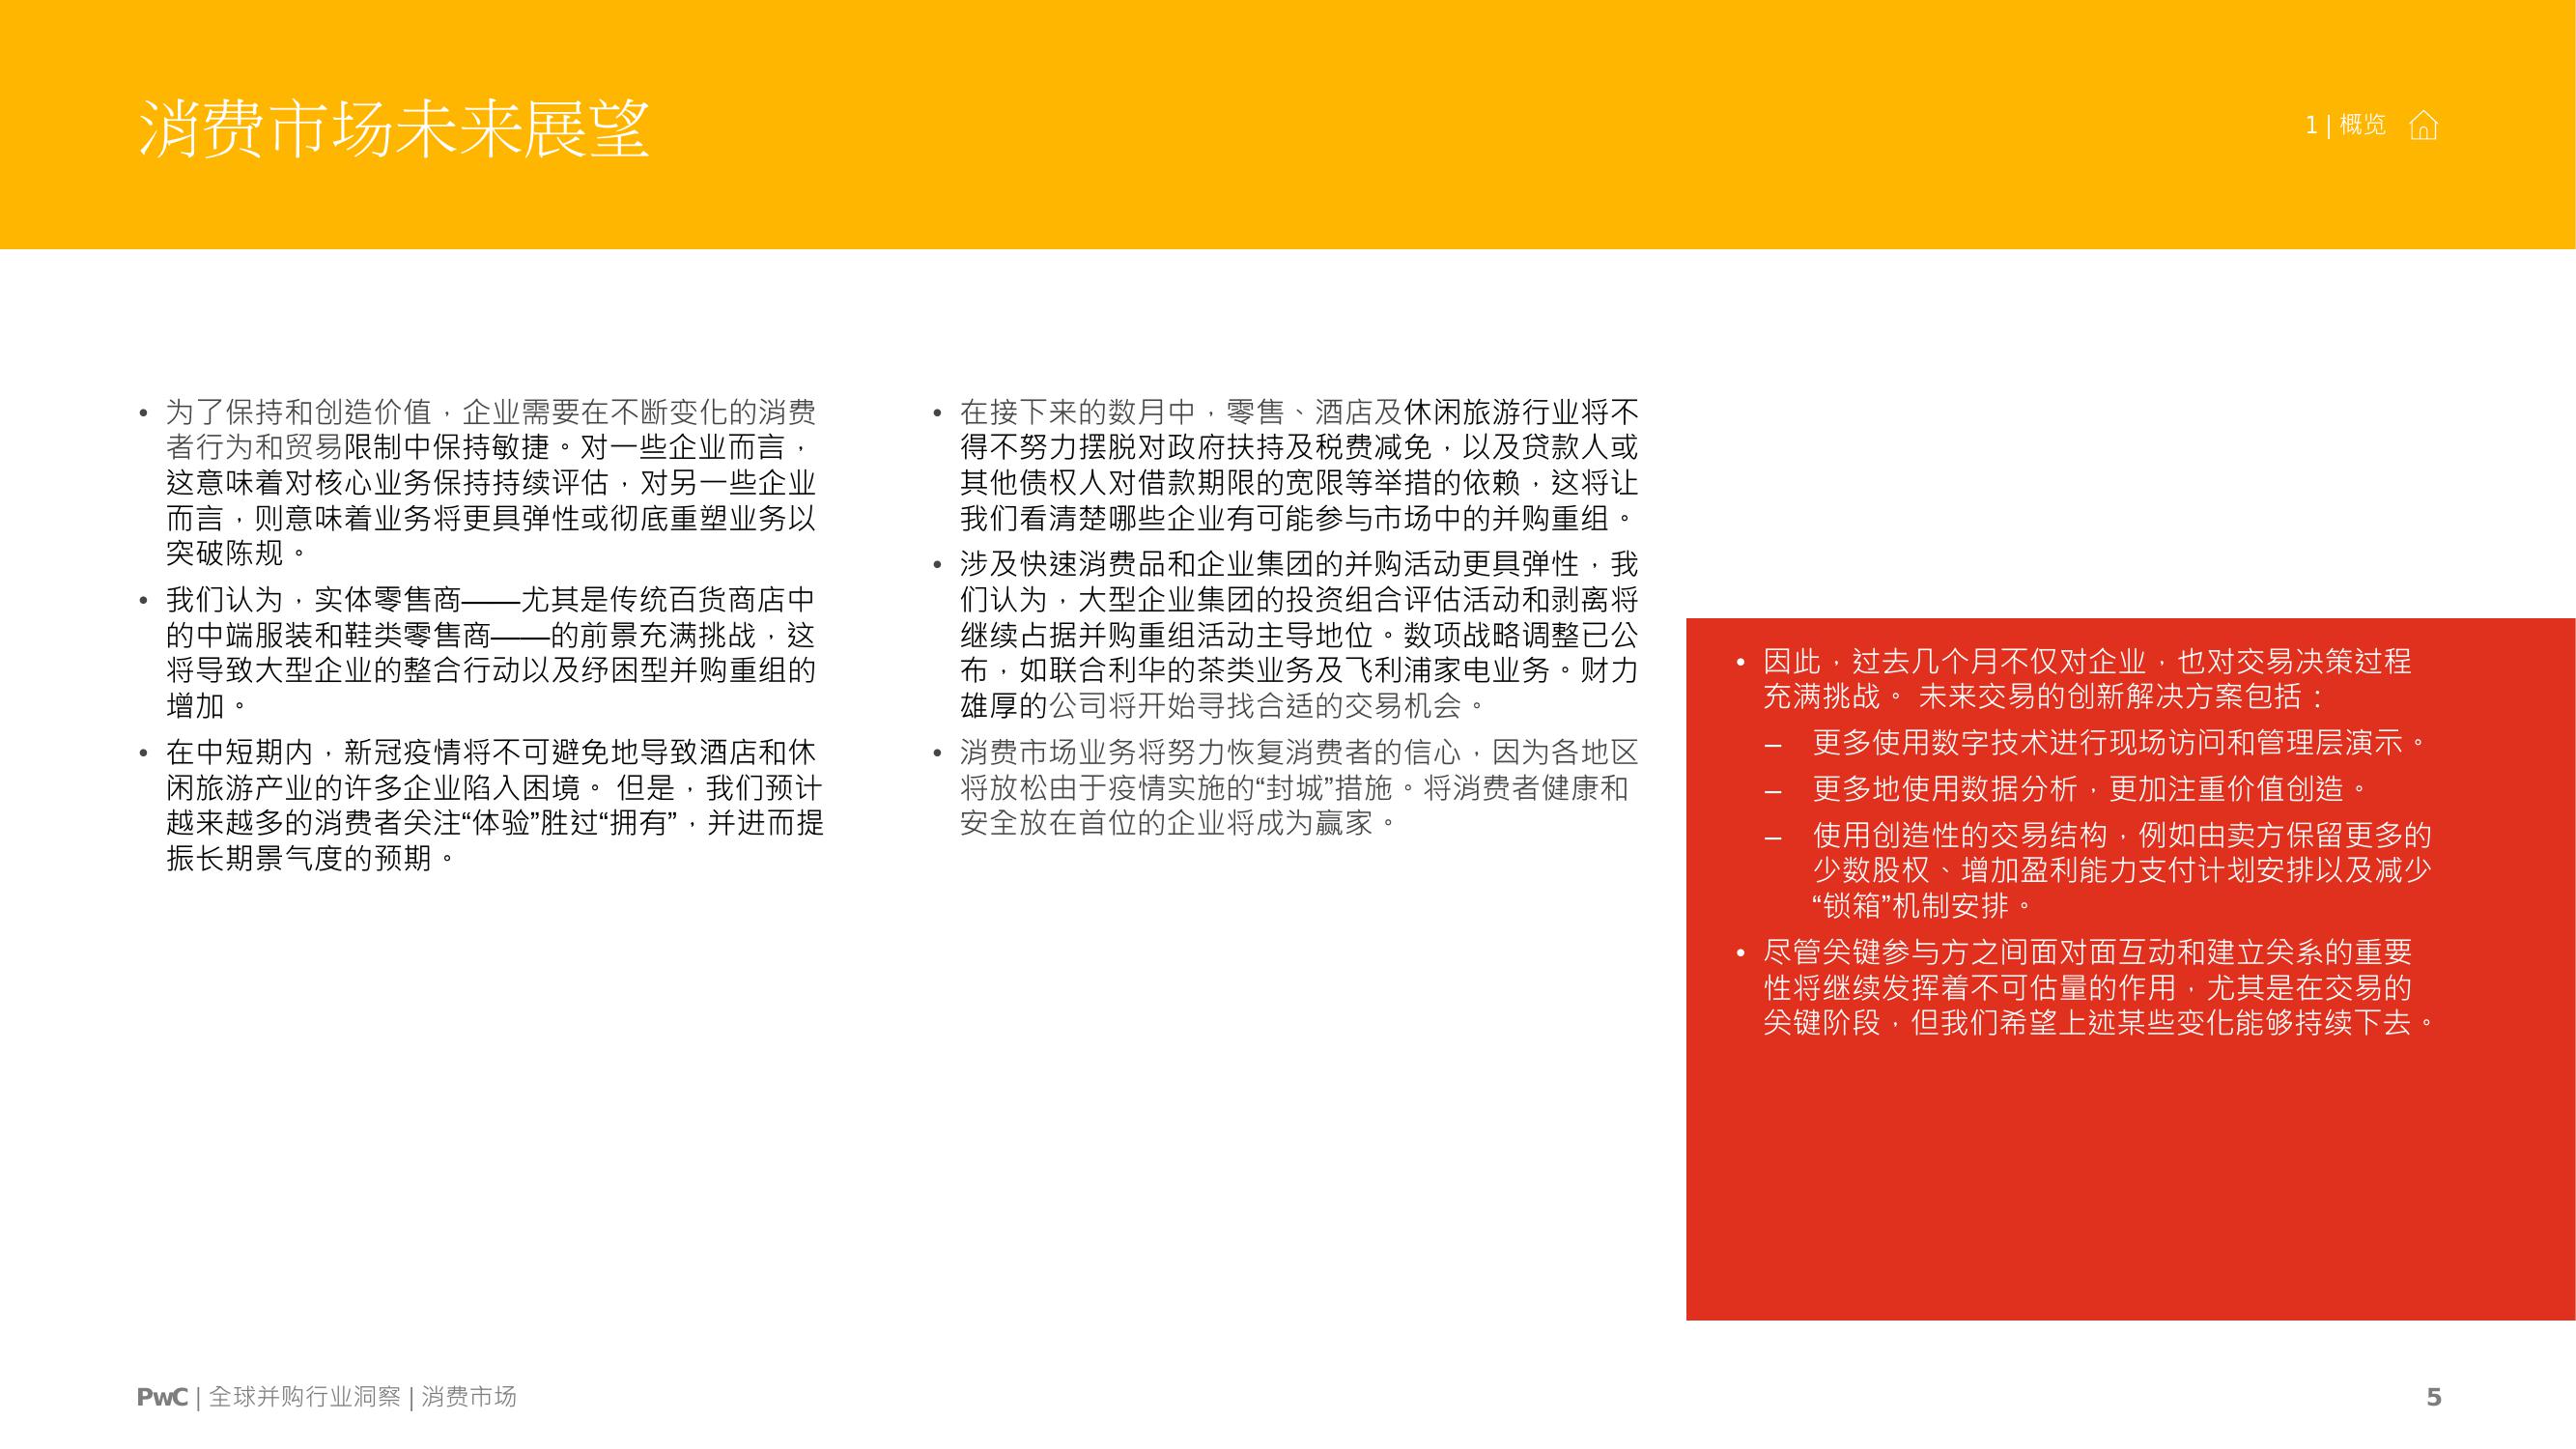 消费市场未来展望
1 | 概览
• 为了保持和创造价值，企业需要在不断变化的消费
者行为和贸易限制中保持敏捷。对一些企业而言，
这意味着对核心业务保持持续评估，对另一些企业
而言，则意味着业务将更具弹性或彻底重塑业务以
突破陈规。
• 我们认为，实体零售商——尤其是传统百货商店中
的中端服装和鞋类零售商——的前景充满挑战，这
将导致大型企业的整合行动以及纾困型并购重组的
增加。
• 在中短期内，新冠疫情将不可避免地导致酒店和休
闲旅游产业的许多企业陷入困境。 但是，我们预计
越来越多的消费者关注“体验”胜过“拥有”，并进而提
振长期景气度的预期。
• 在接下来的数月中，零售、酒店及休闲旅游行业将不
得不努力摆脱对政府扶持及税费减免，以及贷款人或
其他债权人对借款期限的宽限等举措的依赖，这将让
我们看清楚哪些企业有可能参与市场中的并购重组。
• 涉及快速消费品和企业集团的并购活动更具弹性，我
们认为，大型企业集团的投资组合评估活动和剥离将
继续占据并购重组活动主导地位。数项战略调整已公
布，如联合利华的茶类业务及飞利浦家电业务。财力
雄厚的公司将开始寻找合适的交易机会。
• 消费市场业务将努力恢复消费者的信心，因为各地区
将放松由于疫情实施的“封城”措施。将消费者健康和
安全放在首位的企业将成为赢家。
• 因此，过去几个月不仅对企业，也对交易决策过程
充满挑战。 未来交易的创新解决方案包括：
– 更多使用数字技术进行现场访问和管理层演示。
– 更多地使用数据分析，更加注重价值创造。
– 使用创造性的交易结构，例如由卖方保留更多的
少数股权、增加盈利能力支付计划安排以及减少
“锁箱”机制安排。
• 尽管关键参与方之间面对面互动和建立关系的重要
性将继续发挥着不可估量的作用，尤其是在交易的
关键阶段，但我们希望上述某些变化能够持续下去。
PwC | 全球并购行业洞察 | 消费市场
5